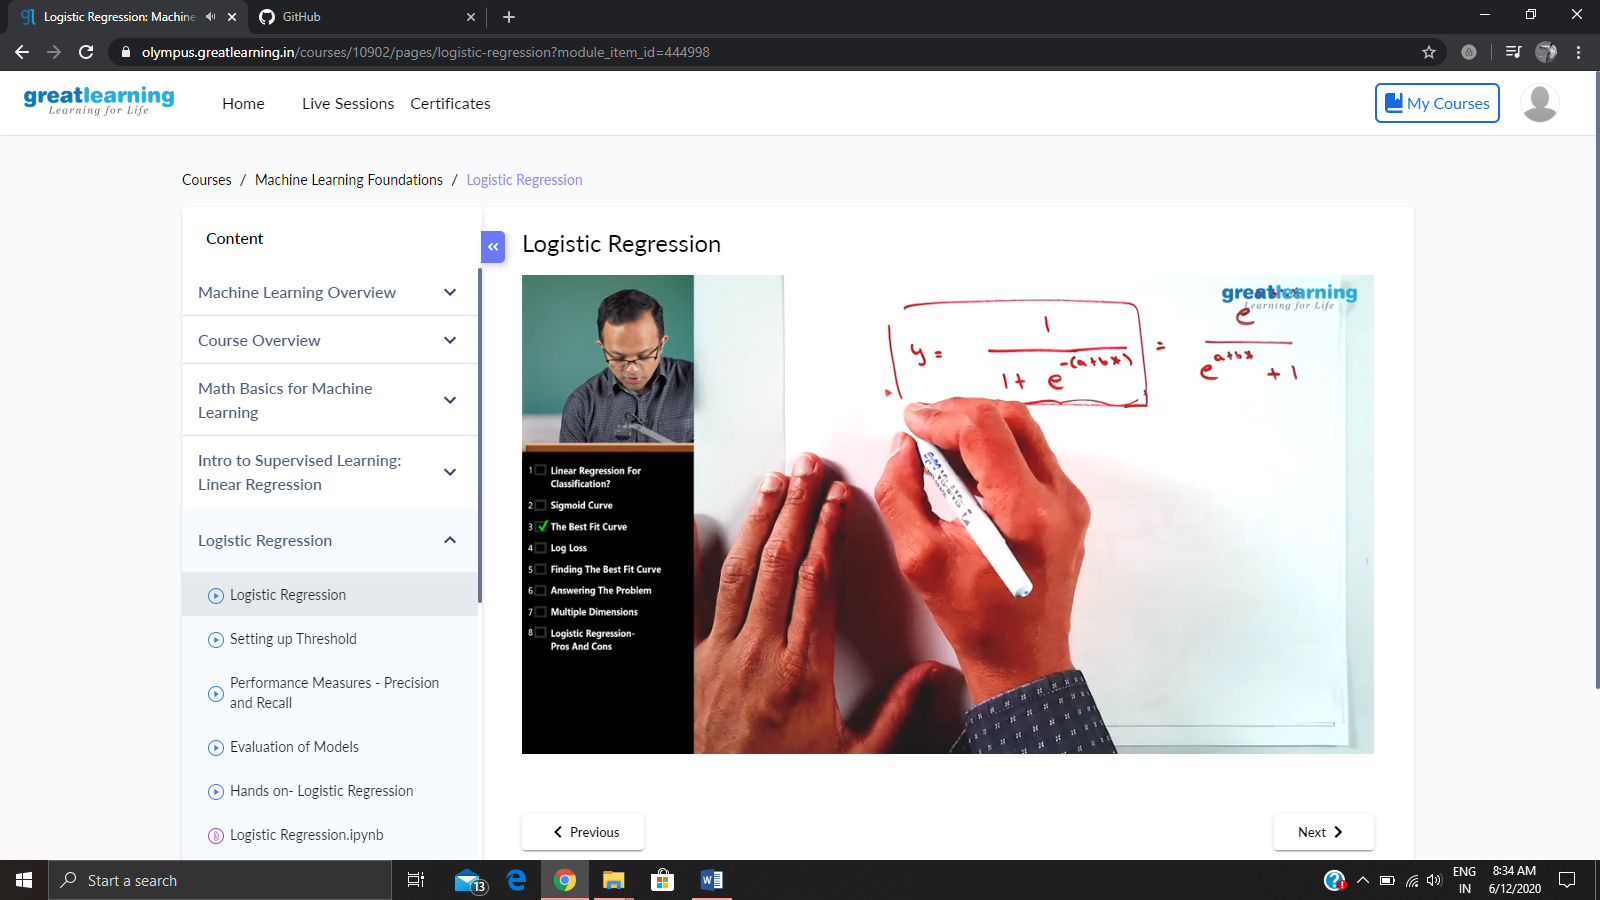 Logistic Regression: Machine
GitHub
olympus.greatlearning.in/courses/10902/pages/logistic-regression?module_item_id=444998
greatlearning
Learning for Life
Home
Live Sessions
Certificates
My Courses
Courses / Machine Learning Foundations / Logistic Regression
Content
Machine Learning Overview
Course Overview
Math Basics for Machine
Learning
Intro to Supervised Learning:
Linear Regression
Logistic Regression
Logistic Regression
Setting up Threshold
Performance Measures - Precision
and Recall
Evaluation of Models
Hands on- Logistic Regression
Logistic Regression.ipynb
«
Logistic Regression
greatlearning
Learning for Life
y = 1 / (1 + e^-(a+bx)) = e / (e^a+bx + 1)
1 Linear Regression For
Classification?
2 Sigmoid Curve
3 The Best Fit Curve
4 Log Loss
5 Finding The Best Fit Curve
6 Answering The Problem
7 Multiple Dimensions
8 Logistic Regression-
Pros And Cons
Previous
Next
Start a search
13
ENG
IN
8:34 AM
6/12/2020